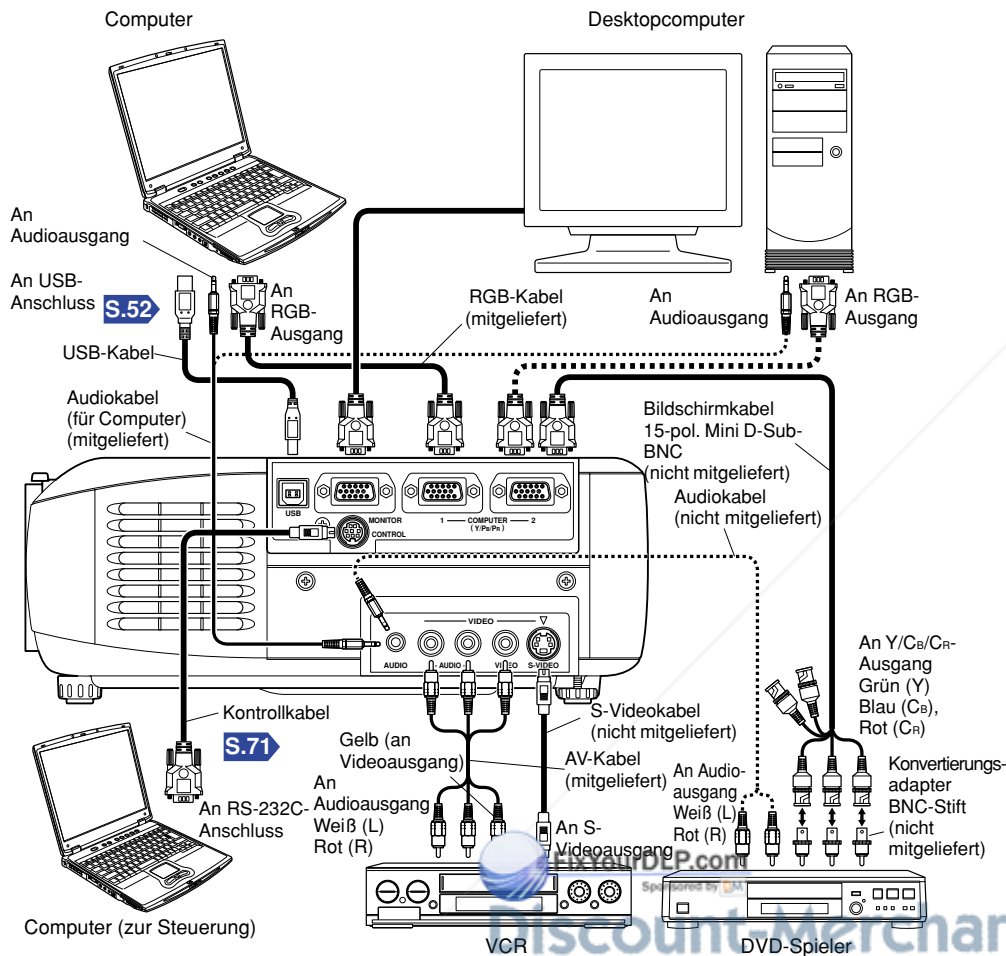 Computer
Desktopcomputer
An
Audioausgang
An USB-
Anschluss
S.52
An
RGB-
Ausgang
RGB-Kabel
(mitgeliefert)
An
Audioausgang
An RGB-
Ausgang
USB-Kabel
Audiokabel
(für Computer)
(mitgeliefert)
Bildschirmkabel
15-pol. Mini D-Sub-
BNC
(nicht mitgeliefert)
Audiokabel
(nicht mitgeliefert)
USB
MONITOR
CONTROL
1 COMPUTER 2
(Y/PB/PR)
VIDEO
AUDIO
- AUDIO -
VIDEO
S-VIDEO
An Y/CB/CR-
Ausgang
Grün (Y)
Blau (CB),
Rot (CR)
Kontrollkabel
S.71
An RS-232C-
Anschluss
Gelb (an
Videoausgang)
An
Audioausgang
Weiß (L)
Rot (R)
S-Videokabel
(nicht mitgeliefert)
AV-Kabel
(mitgeliefert)
An S-
Videoausgang
An Audio-
ausgang
Weiß (L)
Rot (R)
Konvertierungs-
adapter
BNC-Stift
(nicht
mitgeliefert)
Computer (zur Steuerung)
VCR
DVD-Spieler
FixYourDLP.com
Sponsored by DM
Discount-Merchan